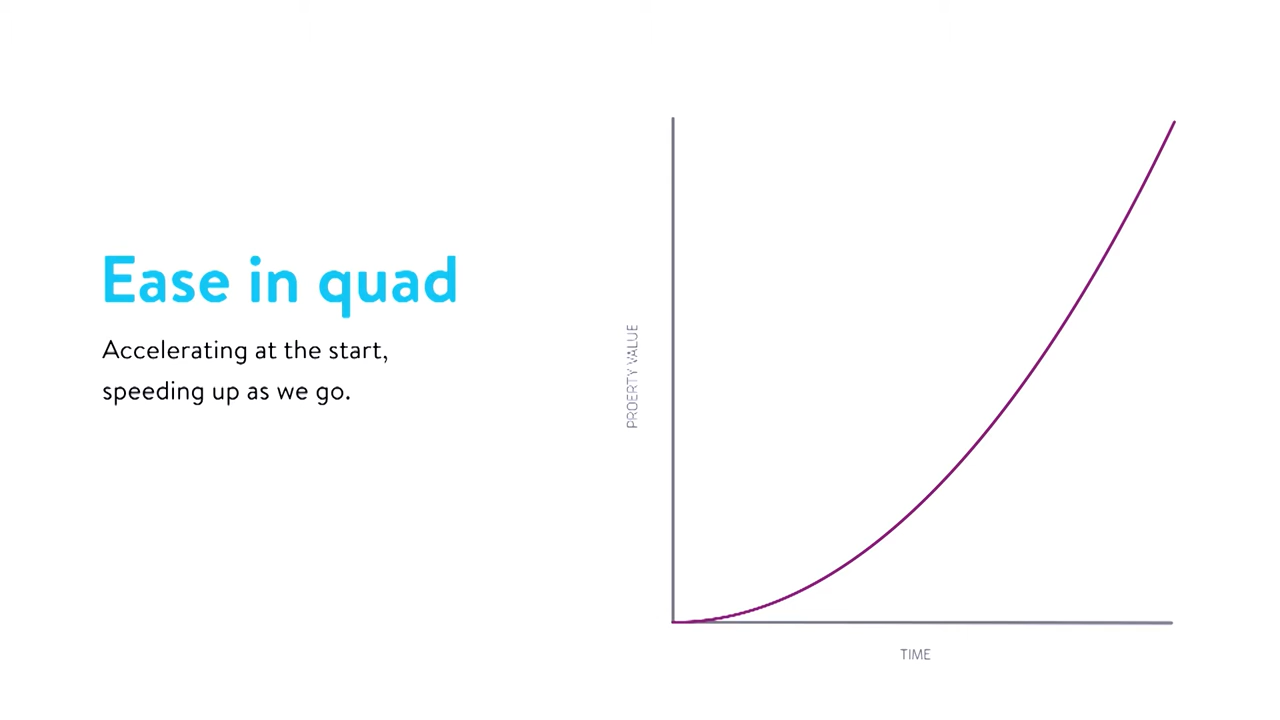 Ease in quad
Accelerating at the start,
speeding up as we go.
PROERTY VALUE
TIME